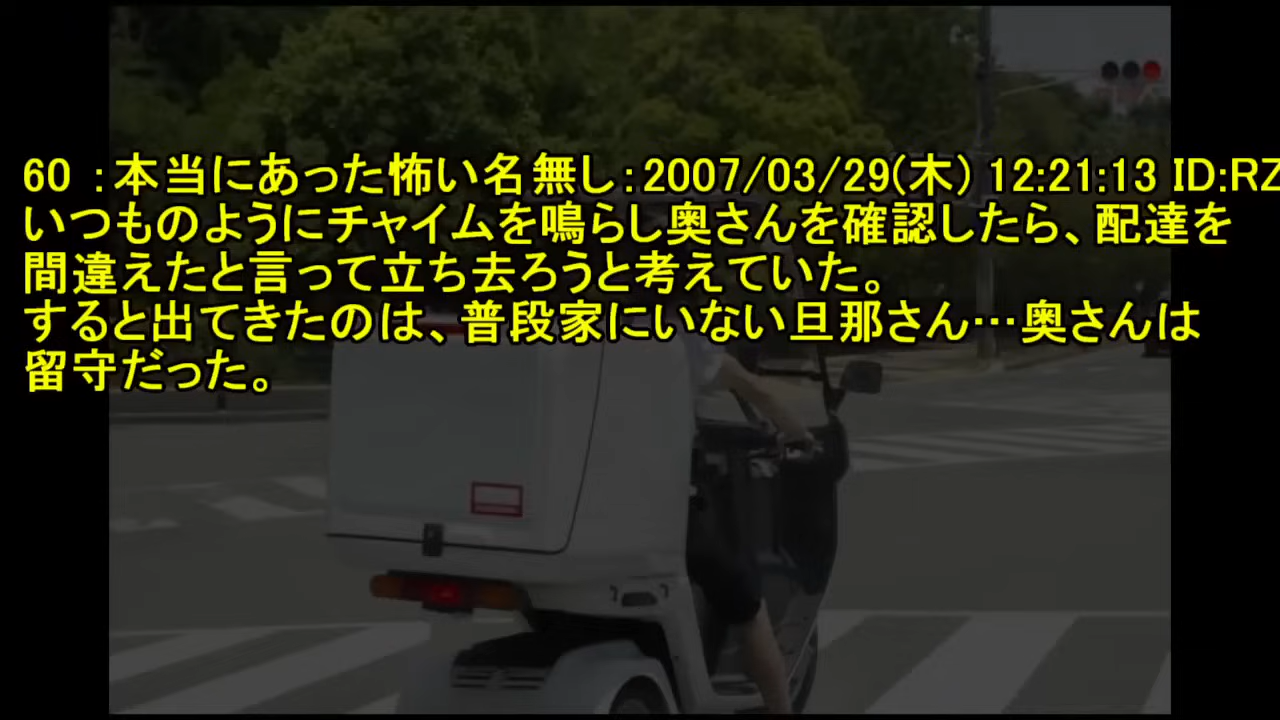 60 ：本当にあった怖い名無し：2007/03/29(木) 12:21:13 ID:RZ
いつものようにチャイムを鳴らし奥さんを確認したら、配達を
間違えたと言って立ち去ろうと考えていた。
すると出てきたのは、普段家にいない旦那さん…奥さんは
留守だった。